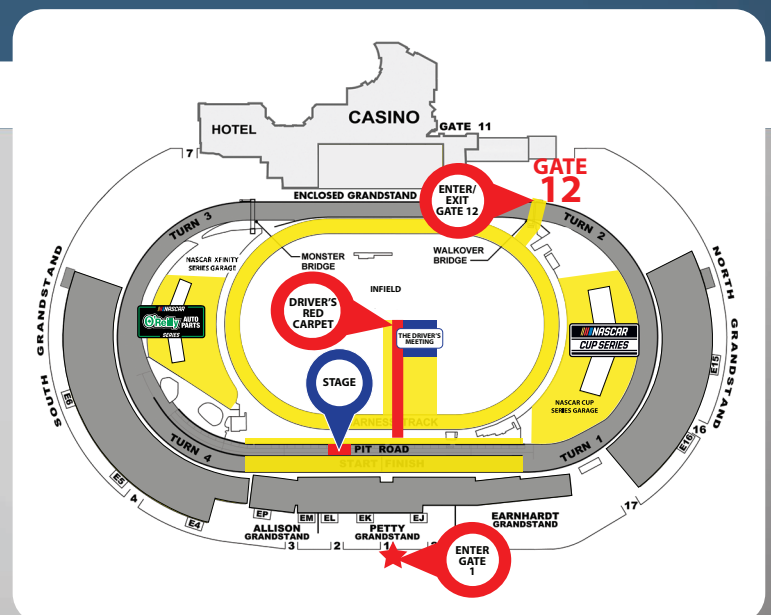 HOTEL
CASINO
GATE 11
7
GATE
12
ENTER/
EXIT
GATE 12
ENCLOSED GRANDSTAND
TURN 3
TURN 2
NASCAR XFINITY
SERIES GARAGE
MONSTER
BRIDGE
WALKOVER
BRIDGE
INFIELD
NORTH GRANDSTAND
SOUTH GRANDSTAND
DRIVER'S
RED
CARPET
NASCAR
O'Reilly AUTO
PARTS
SERIES
THE DRIVER'S
MEETING
NASCAR
CUP SERIES
STAGE
E15
E6
NASCAR CUP
SERIES GARAGE
ARNESS TRACK
16
E16
TURN 4
PIT ROAD
TURN 1
START FINISH
E5
4
17
EP
EM
EL
EK
EJ
E4
ALLISON
GRANDSTAND
PETTY
GRANDSTAND
EARNHARDT
GRANDSTAND
3
2
1
ENTER
GATE
1